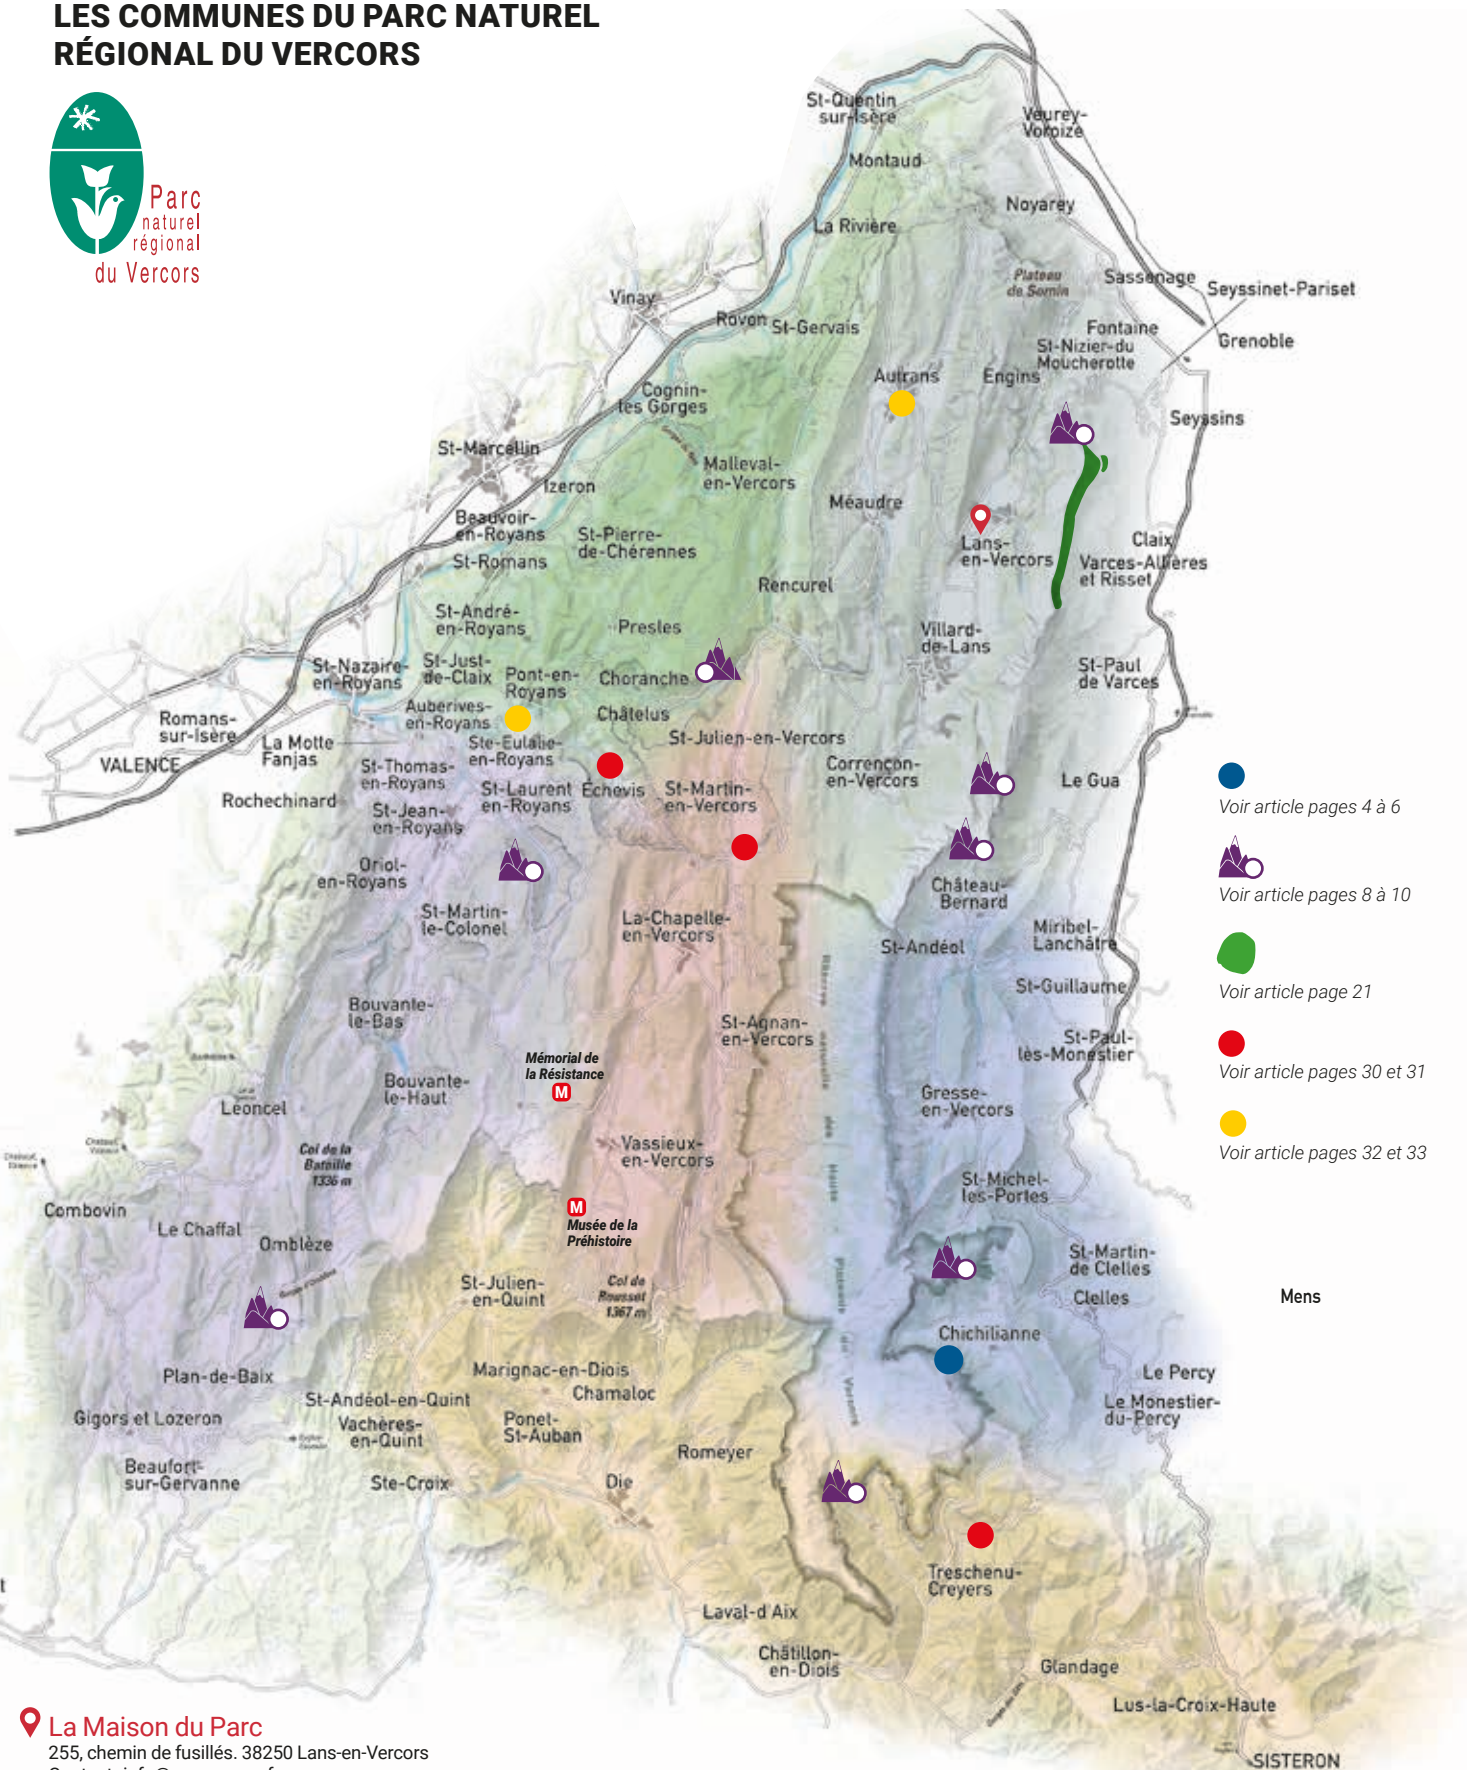 LES COMMUNES DU PARC NATUREL
RÉGIONAL DU VERCORS
Parc
naturel
régional
du Vercors
St-Quentin
sur-Isère
Veurey-
Voroize
Montaud
Noyarey
La Rivière
Plateau
de Sornin
Sassenage
Seyssinet-Pariset
Vinay
Rovon
St-Gervais
Fontaine
Grenoble
St-Nizier-du
Moucherotte
Autrans
Engins
Cognin-
les Gorges
Seyssins
St-Marcellin
Malleval-
en-Vercors
Izeron
Méaudre
Beauvoir-
en-Royans
St-Pierre-
de-Chérennes
Lans-
en-Vercors
Claix
St-Romans
Varces-Allières
et Risset
Rencurel
St-André-
en-Royans
Presles
Villard-
de-Lans
St-Nazaire-
en-Royans
St-Just-
de-Claix
Pont-en-
Royans
Choranche
St-Paul
de Varces
Auberives-
en-Royans
Châtelus
Romans-
sur-Isère
La Motte
Fanjas
Ste-Eulalie-
en-Royans
St-Julien-en-Vercors
VALENCE
St-Thomas-
en-Royans
Corrençon-
en-Vercors
Le Gua
St-Laurent
en-Royans
Échevis
St-Martin-
en-Vercors
Rochechinard
St-Jean-
en-Royans
Voir article pages 4 à 6
Oriol-
en-Royans
Château-
Bernard
Voir article pages 8 à 10
St-Martin-
le-Colonel
La-Chapelle-
en-Vercors
Miribel-
Lanchâtre
St-Andéol
St-Guillaume
Voir article page 21
Bouvante-
le-Bas
St-Agnan-
en-Vercors
St-Paul-
lès-Monestier
Mémorial de
la Résistance
M
Voir article pages 30 et 31
Bouvante-
le-Haut
Gresse-
en-Vercors
Léoncel
Col de la
Bataille
1336 m
Vassieux-
en-Vercors
Voir article pages 32 et 33
St-Michel-
les-Portes
Combovin
M
Musée de la
Préhistoire
Le Chaffal
Omblèze
St-Martin-
de Clelles
St-Julien-
en-Quint
Col de
Rousset
1367 m
Clelles
Mens
Chichilianne
Plan-de-Baix
Marignac-en-Diois
Chamaloc
Le Percy
St-Andéol-en-Quint
Le Monestier-
du-Percy
Gigors et Lozeron
Vachères-
en-Quint
Ponet-
St-Auban
Romeyer
Beaufort-
sur-Gervanne
Ste-Croix
Die
Treschenu-
Creyers
Laval-d'Aix
Châtillon-
en-Diois
Glandage
Lus-la-Croix-Haute
SISTERON
La Maison du Parc
255, chemin de fusillés. 38250 Lans-en-Vercors